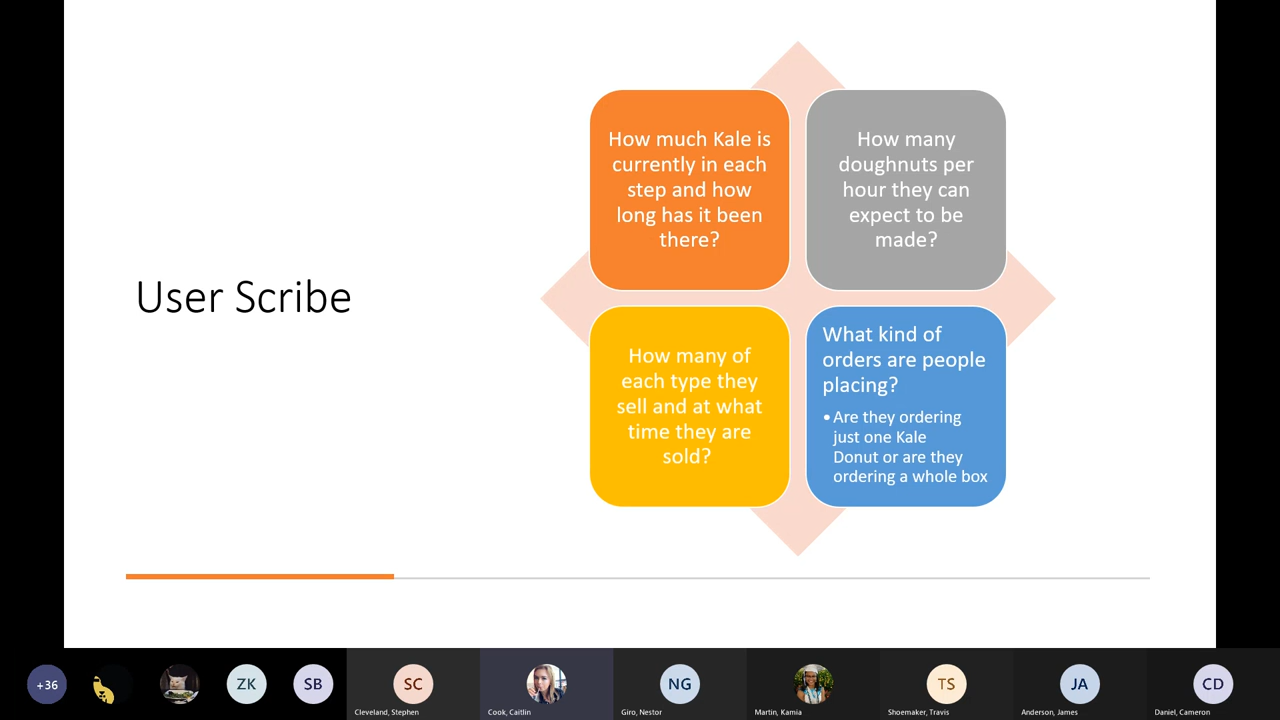 User Scribe
How much Kale is
currently in each
step and how
long has it been
there?
How many
doughnuts per
hour they can
expect to be
made?
How many of
each type they
sell and at what
time they are
sold?
What kind of
orders are people
placing?
• Are they ordering
just one Kale
Donut or are they
ordering a whole box
+36
ZK
SB
SC
Cleveland, Stephen
Cook, Caitlin
NG
Giro, Nestor
Martin, Kamia
TS
Shoemaker, Travis
JA
Anderson, James
CD
Daniel, Cameron